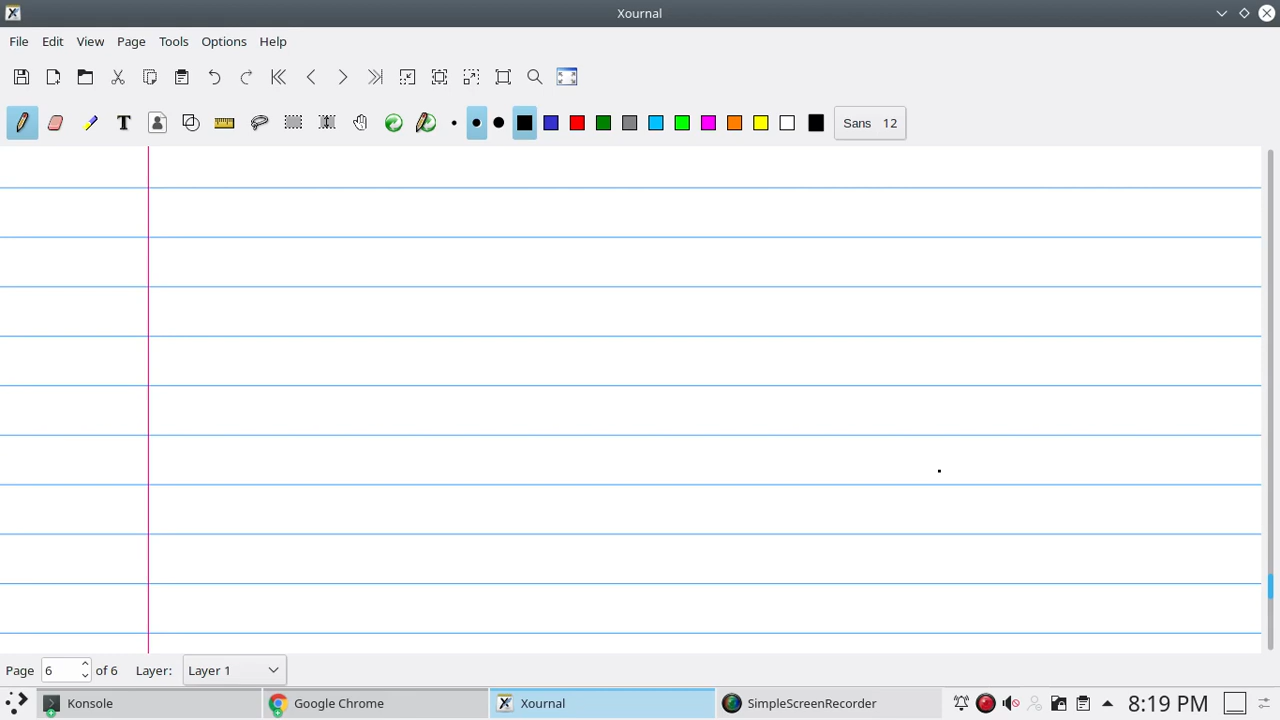 Xournal
File Edit View Page Tools Options Help
T Sans 12
Page 6 of 6 Layer: Layer 1
Konsole Google Chrome Xournal SimpleScreenRecorder 8:19 PM